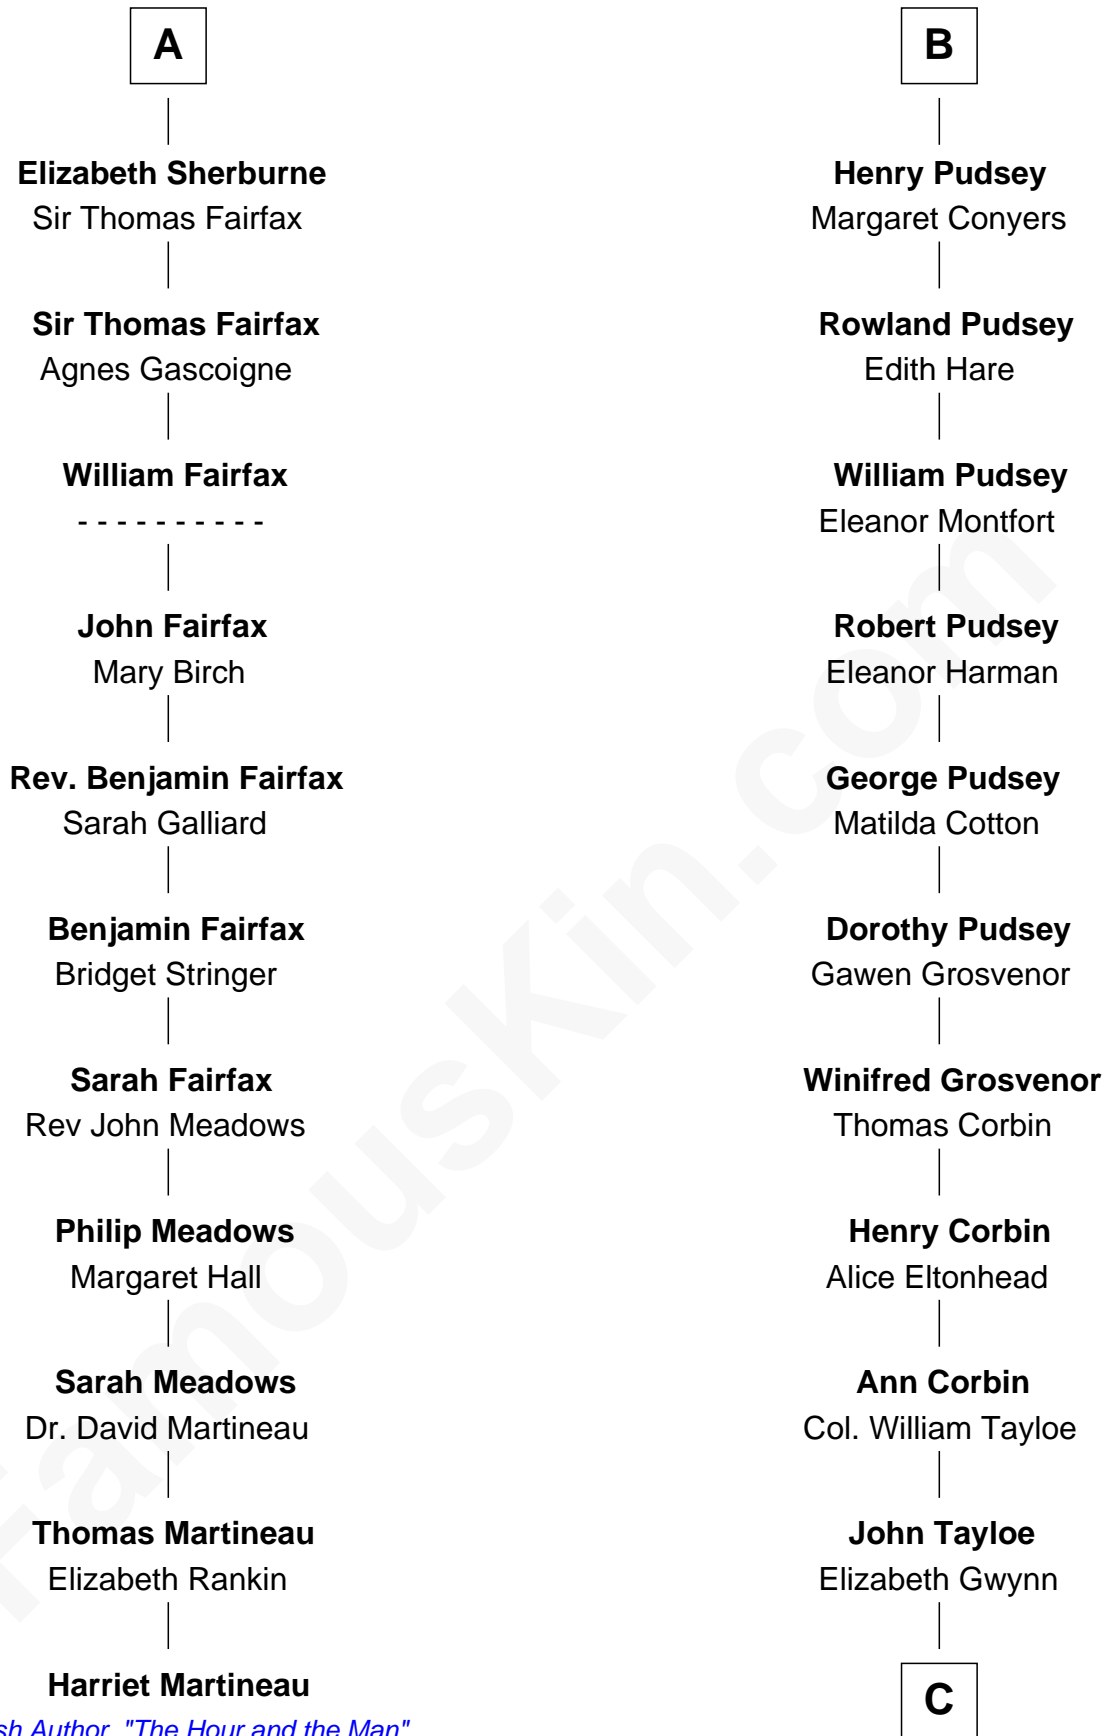 A
Elizabeth Sherburne
Sir Thomas Fairfax
Sir Thomas Fairfax
Agnes Gascoigne
William Fairfax
- - - - - - - - - -
John Fairfax
Mary Birch
Rev. Benjamin Fairfax
Sarah Galliard
Benjamin Fairfax
Bridget Stringer
Sarah Fairfax
Rev John Meadows
Philip Meadows
Margaret Hall
Sarah Meadows
Dr. David Martineau
Thomas Martineau
Elizabeth Rankin
Harriet Martineau
sh Author, "The Hour and the Man"
B
Henry Pudsey
Margaret Conyers
Rowland Pudsey
Edith Hare
William Pudsey
Eleanor Montfort
Robert Pudsey
Eleanor Harman
George Pudsey
Matilda Cotton
Dorothy Pudsey
Gawen Grosvenor
Winifred Grosvenor
Thomas Corbin
Henry Corbin
Alice Eltonhead
Ann Corbin
Col. William Tayloe
John Tayloe
Elizabeth Gwynn
C
FamousKin.com